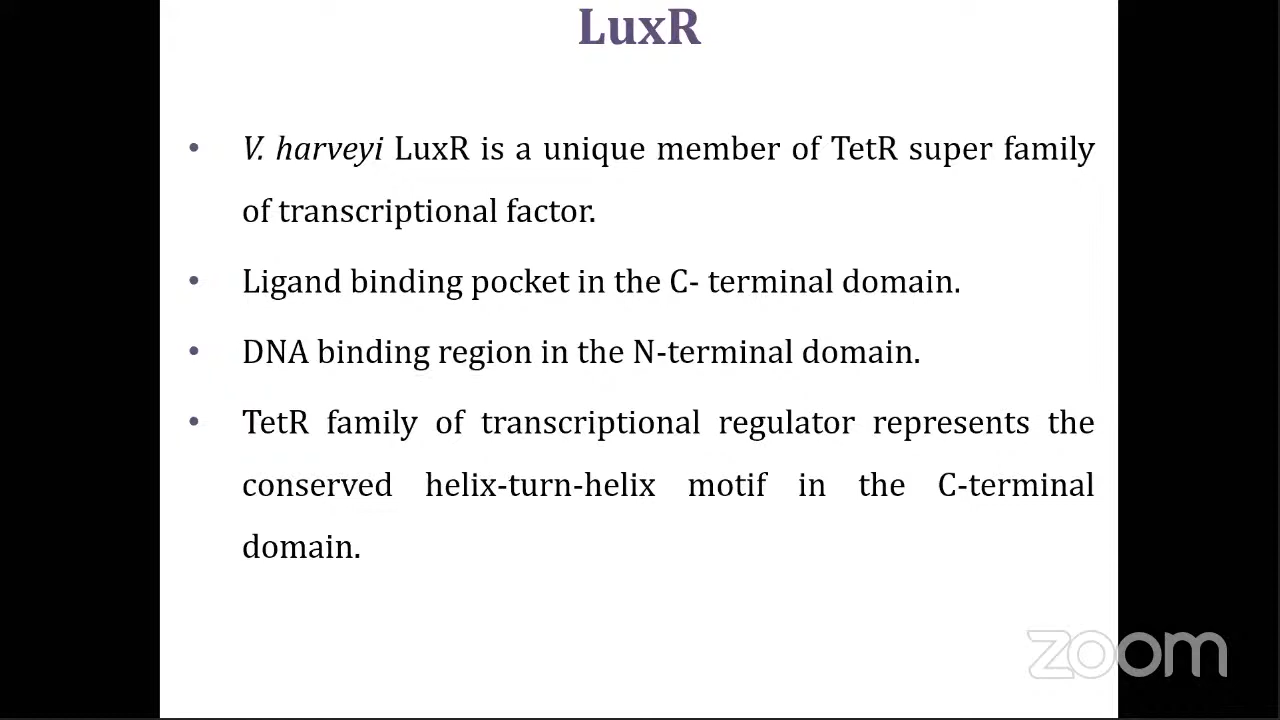 LuxR
• V. harveyi LuxR is a unique member of TetR super family
of transcriptional factor.
• Ligand binding pocket in the C- terminal domain.
• DNA binding region in the N-terminal domain.
• TetR family of transcriptional regulator represents the
conserved helix-turn-helix motif in the C-terminal
domain.
zoom